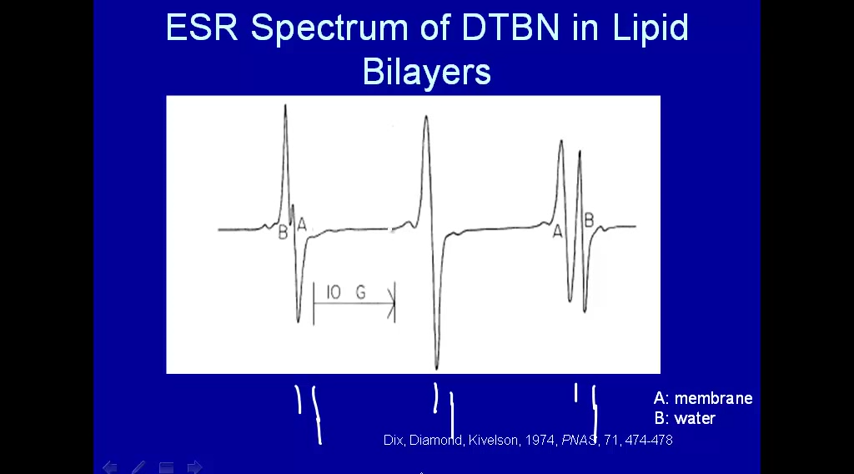 ESR Spectrum of DTBN in Lipid
Bilayers
B A
A B
10 G
A: membrane
B: water
Dix, Diamond, Kivelson, 1974, PNAS, 71, 474-478